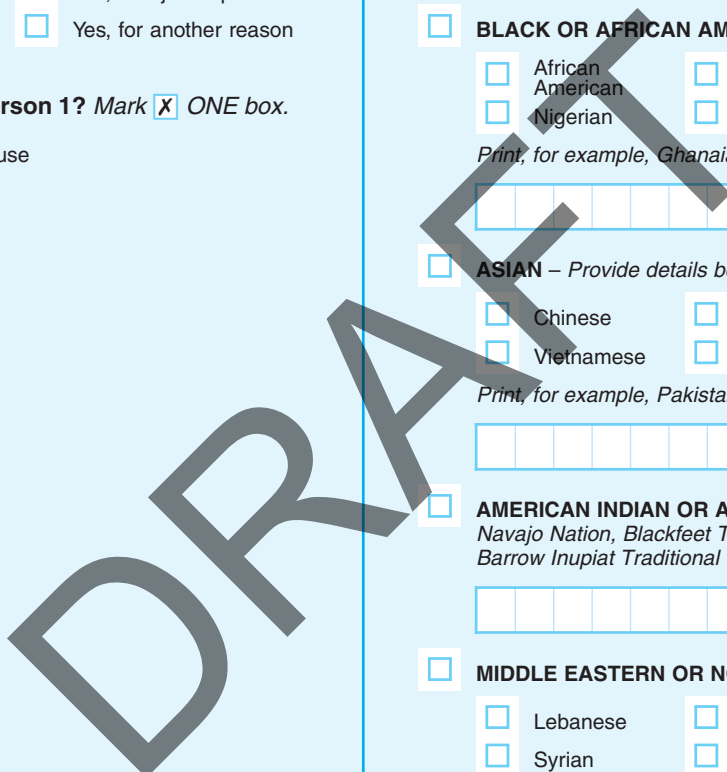 Yes, for another reason
rson 1? Mark X ONE box.
use
BLACK OR AFRICAN AM
African
American
Nigerian
Print, for example, Ghanai
ASIAN – Provide details b
Chinese
Vietnamese
Print, for example, Pakista
AMERICAN INDIAN OR A
Navajo Nation, Blackfeet T
Barrow Inupiat Traditional
MIDDLE EASTERN OR N
Lebanese
Syrian
DRAFT